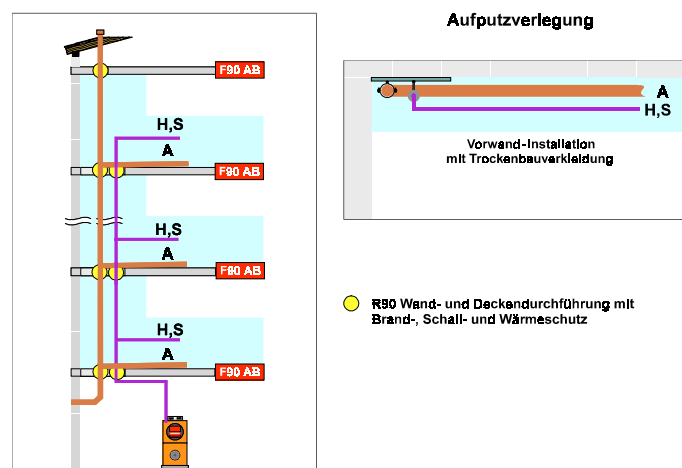 Aufputzverlegung
F90 AB
H,S
A
F90 AB
H,S
A
F90 AB
H,S
A
F90 AB
A
H,S
Vorwand-Installation
mit Trockenbauverkleidung
R90 Wand- und Deckendurchführung mit
Brand-, Schall- und Wärmeschutz